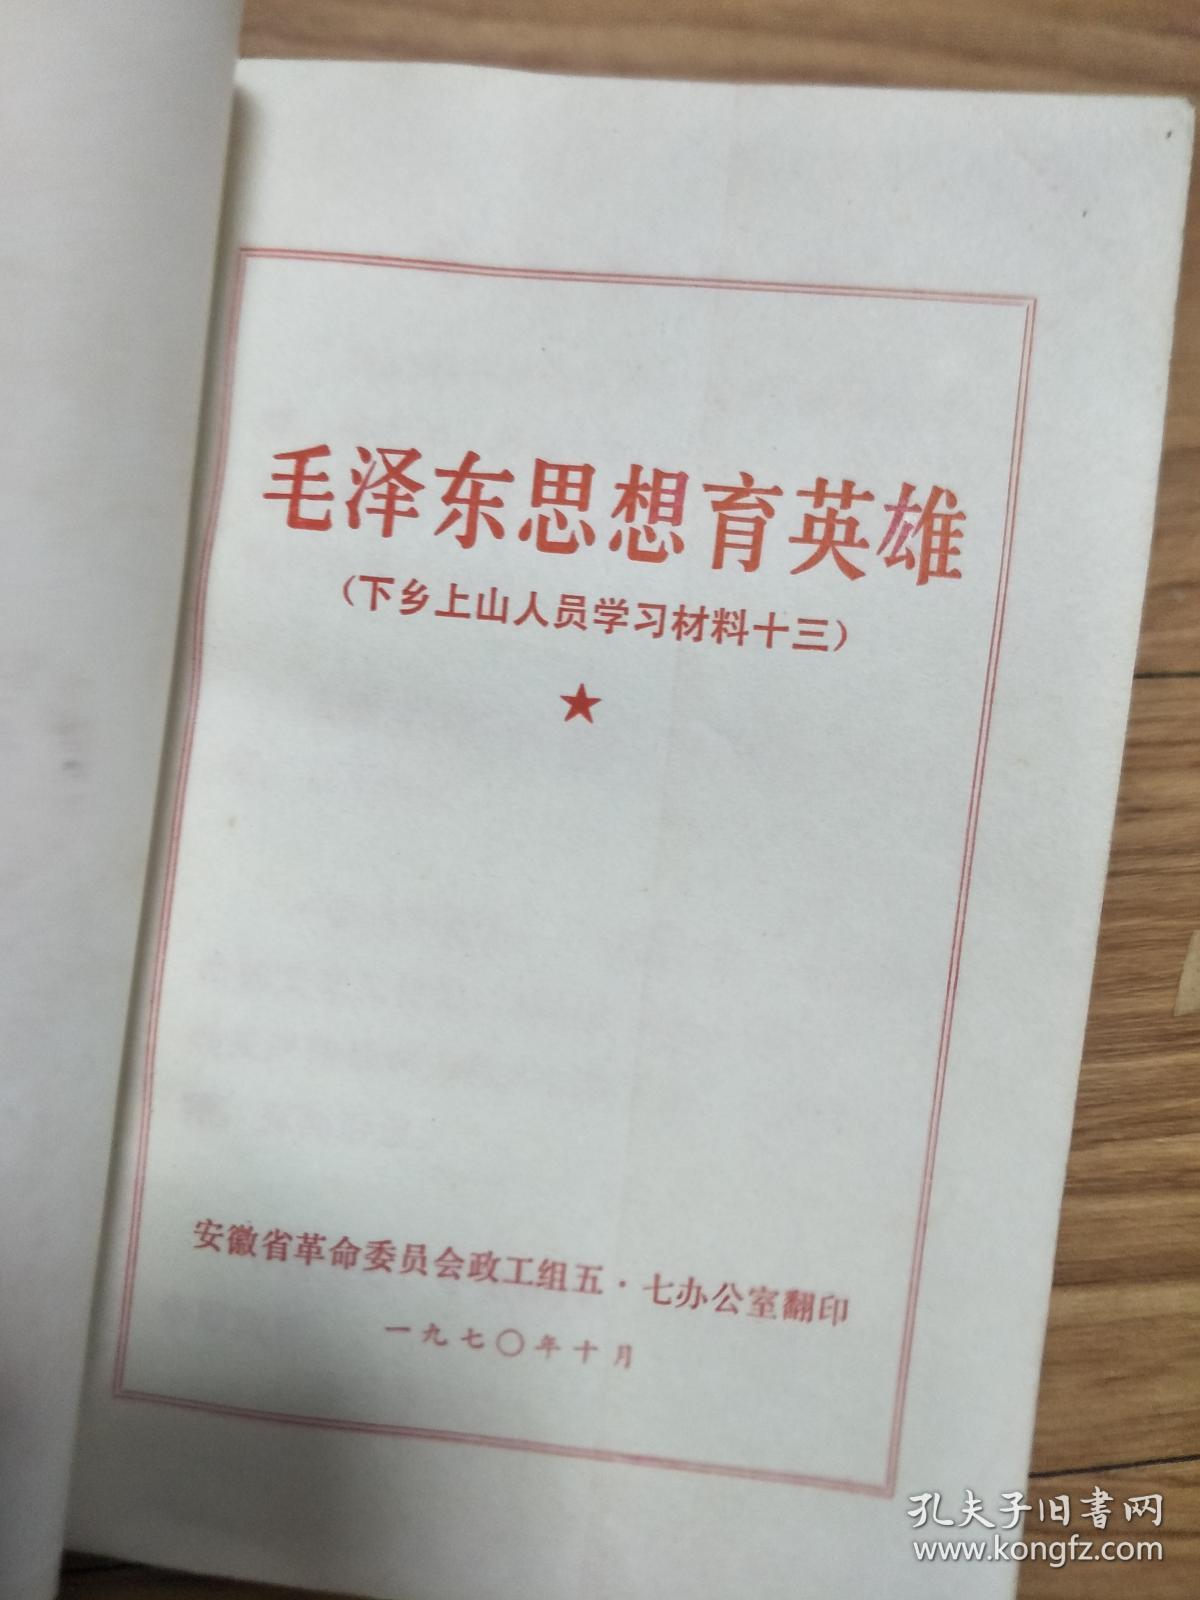 毛泽东思想育英雄
（下乡上山人员学习材料十三）
安徽省革命委员会政工组五·七办公室翻印
一九七〇年十月
孔夫子旧书网
www.kongfz.com